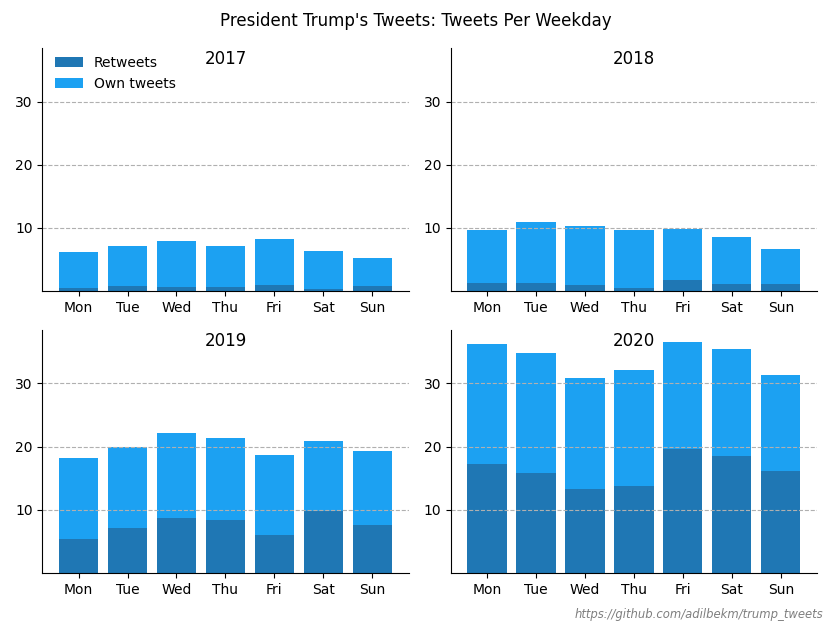 President Trump's Tweets: Tweets Per Weekday
Retweets
Own tweets
2017
30
20
10
Mon Tue Wed Thu Fri Sat Sun
2018
30
20
10
Mon Tue Wed Thu Fri Sat Sun
2019
30
20
10
Mon Tue Wed Thu Fri Sat Sun
2020
30
20
10
Mon Tue Wed Thu Fri Sat Sun
https://github.com/adilbekm/trump_tweets